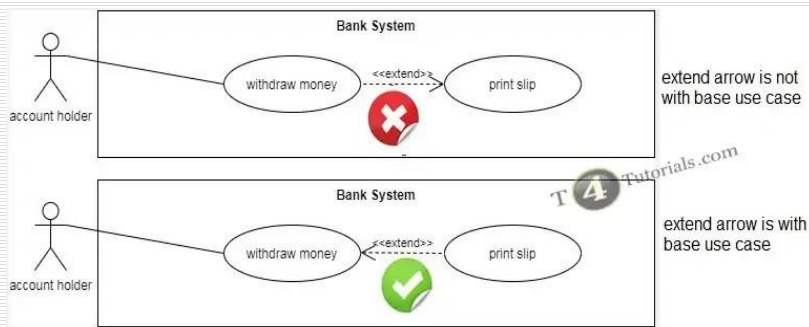 Bank System
account holder
withdraw money
<<extend>>
print slip
extend arrow is not
with base use case
T4Tutorials.com
Bank System
account holder
withdraw money
<<extend>>
print slip
extend arrow is with
base use case